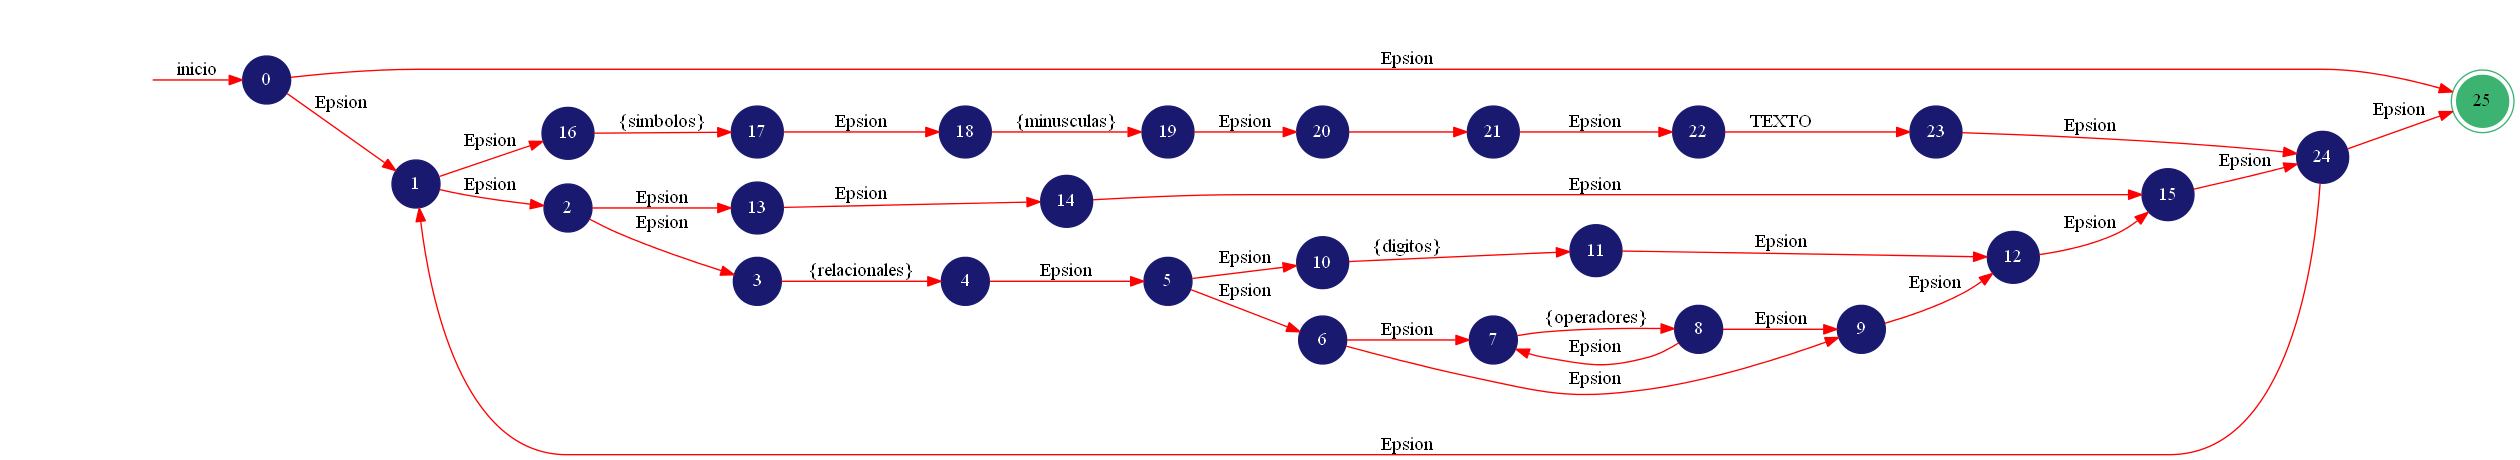 inicio
0
Epsion
25
Epsion
Epsion
16
{simbolos}
17
Epsion
18
{minusculas}
19
Epsion
20
21
Epsion
22
TEXTO
23
Epsion
24
Epsion
1
Epsion
2
Epsion
13
Epsion
14
Epsion
15
Epsion
Epsion
3
{relacionales}
4
Epsion
5
Epsion
10
{digitos}
11
Epsion
12
Epsion
Epsion
6
Epsion
7
{operadores}
8
Epsion
9
Epsion
Epsion
Epsion
Epsion